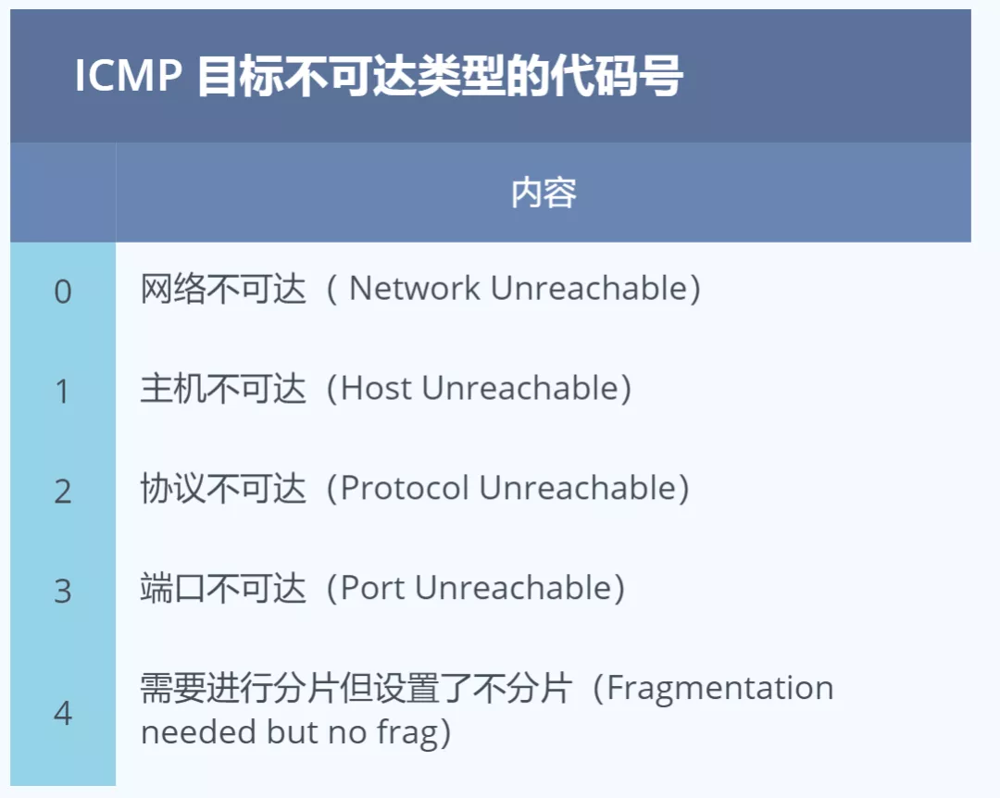 ICMP 目标不可达类型的代码号
内容
0 网络不可达（ Network Unreachable）
1 主机不可达（Host Unreachable）
2 协议不可达（Protocol Unreachable）
3 端口不可达（Port Unreachable）
4 需要进行分片但设置了不分片（Fragmentation
needed but no frag）